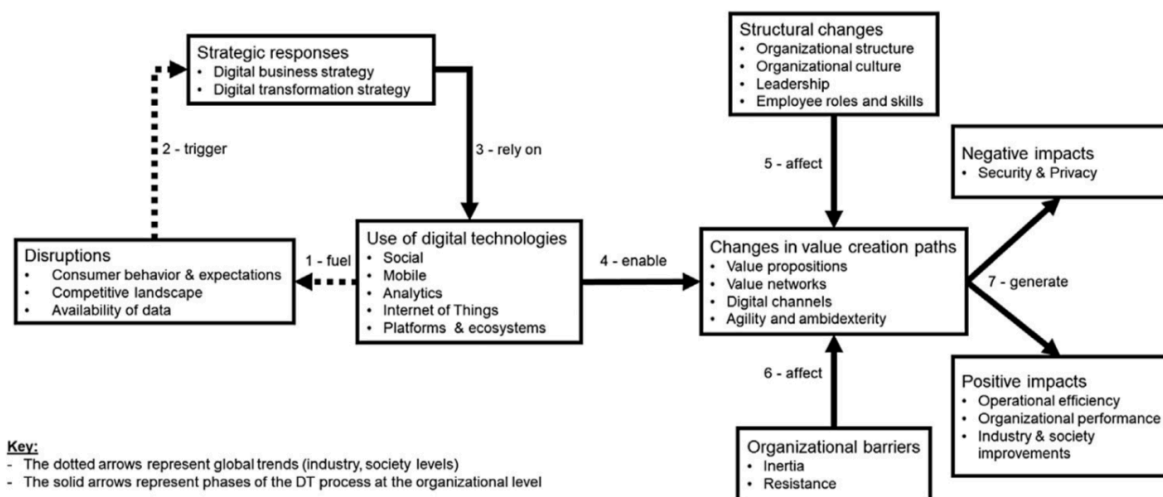 Strategic responses
• Digital business strategy
• Digital transformation strategy
2 - trigger
3 - rely on
Disruptions
• Consumer behavior & expectations
• Competitive landscape
• Availability of data
1 - fuel
Use of digital technologies
• Social
• Mobile
• Analytics
• Internet of Things
• Platforms & ecosystems
4 - enable
Structural changes
• Organizational structure
• Organizational culture
• Leadership
• Employee roles and skills
5 - affect
Changes in value creation paths
• Value propositions
• Value networks
• Digital channels
• Agility and ambidexterity
6 - affect
Organizational barriers
• Inertia
• Resistance
7 - generate
Negative impacts
• Security & Privacy
Positive impacts
• Operational efficiency
• Organizational performance
• Industry & society
improvements
Key:
- The dotted arrows represent global trends (industry, society levels)
- The solid arrows represent phases of the DT process at the organizational level